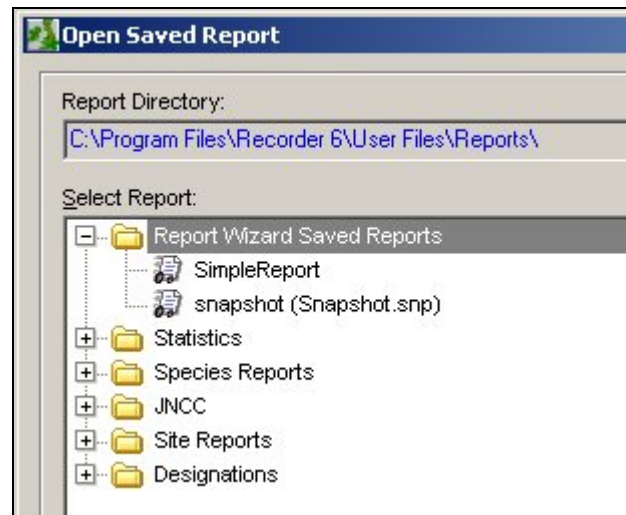 Open Saved Report
Report Directory:
C:\Program Files\Recorder 6\User Files\Reports\
Select Report:
Report Wizard Saved Reports
SimpleReport
snapshot (Snapshot.snp)
Statistics
Species Reports
JNCC
Site Reports
Designations